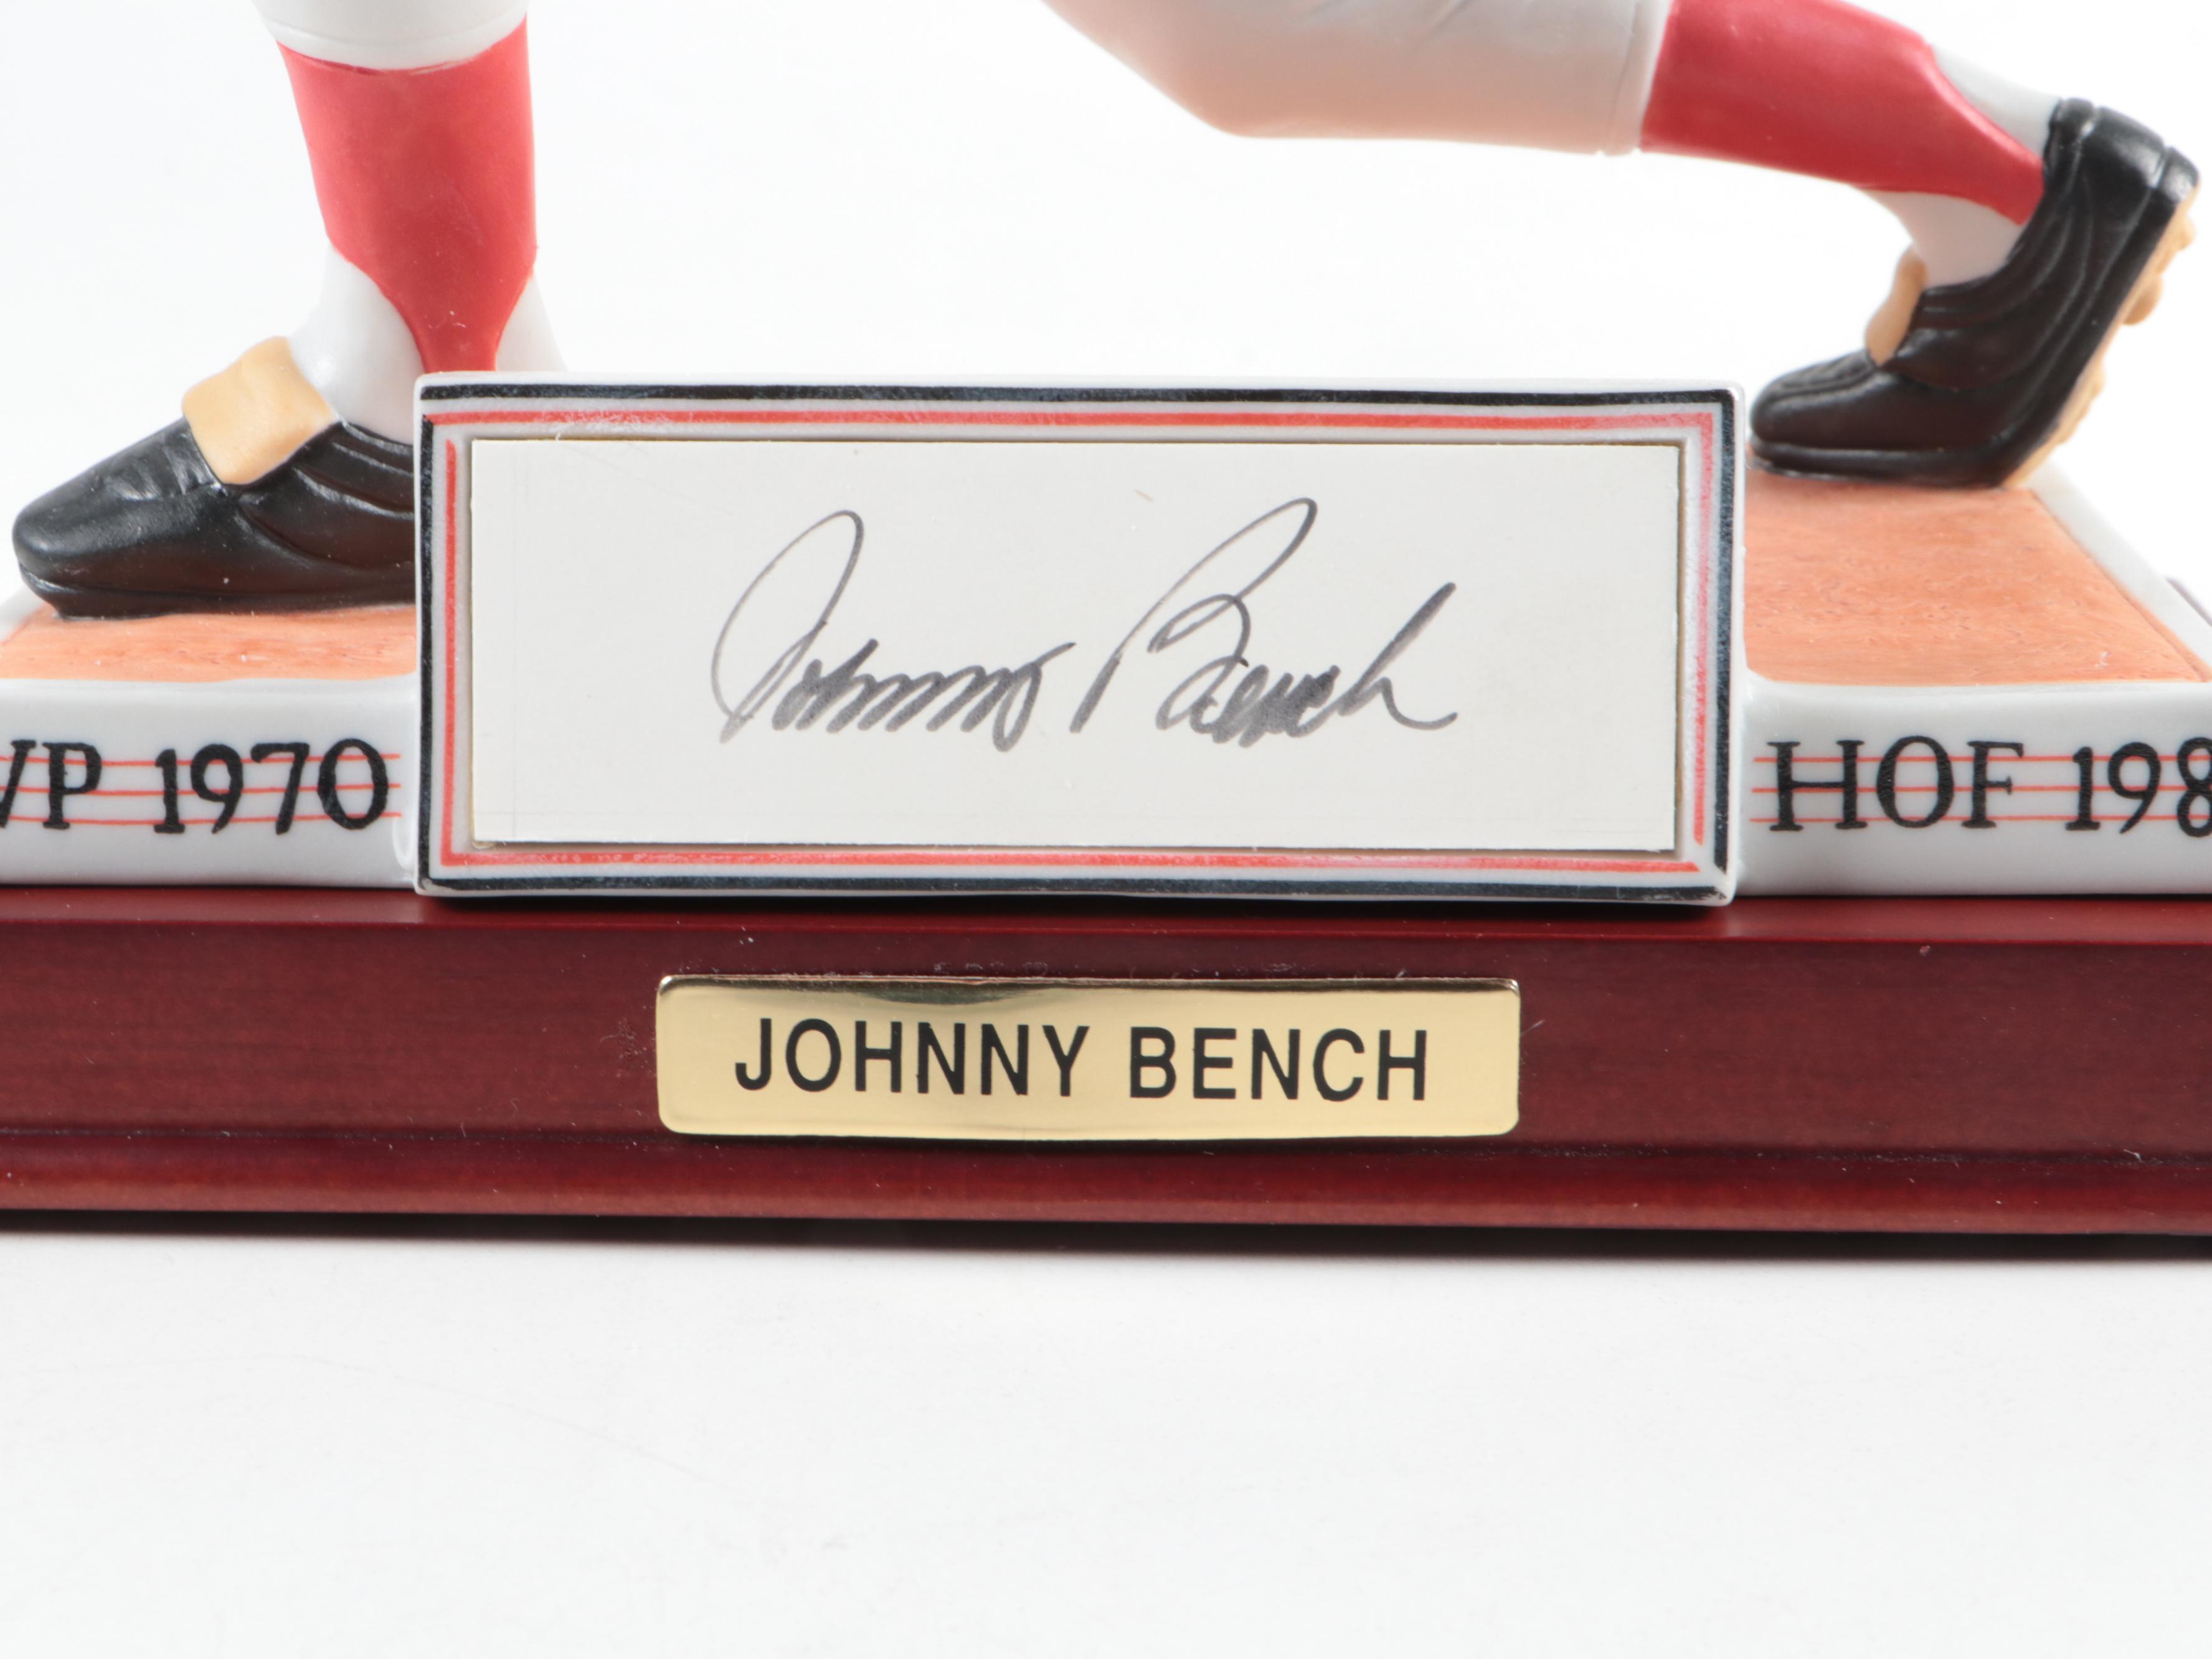 Johnny Bench
VP 1970
HOF 198
JOHNNY BENCH